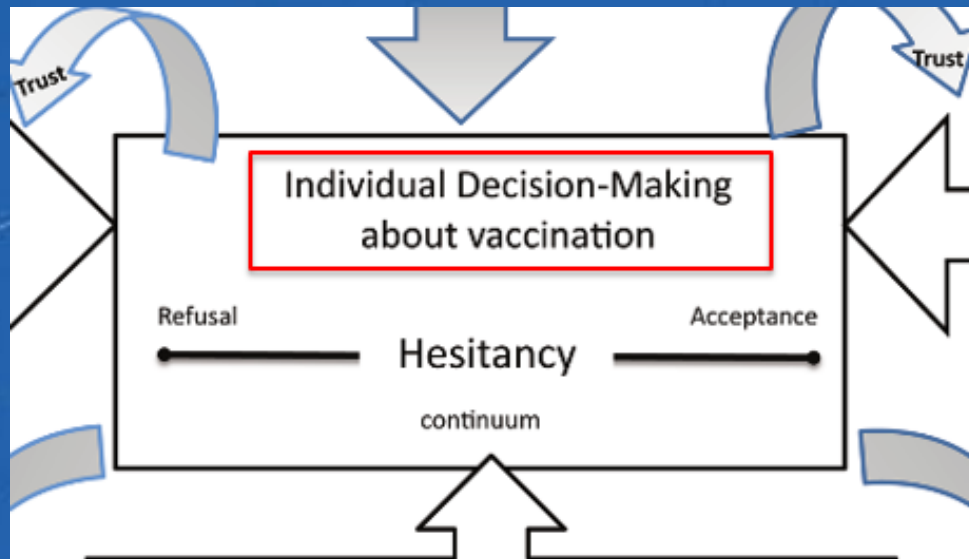 Trust
Trust
Individual Decision-Making
about vaccination
Refusal
Acceptance
Hesitancy
continuum